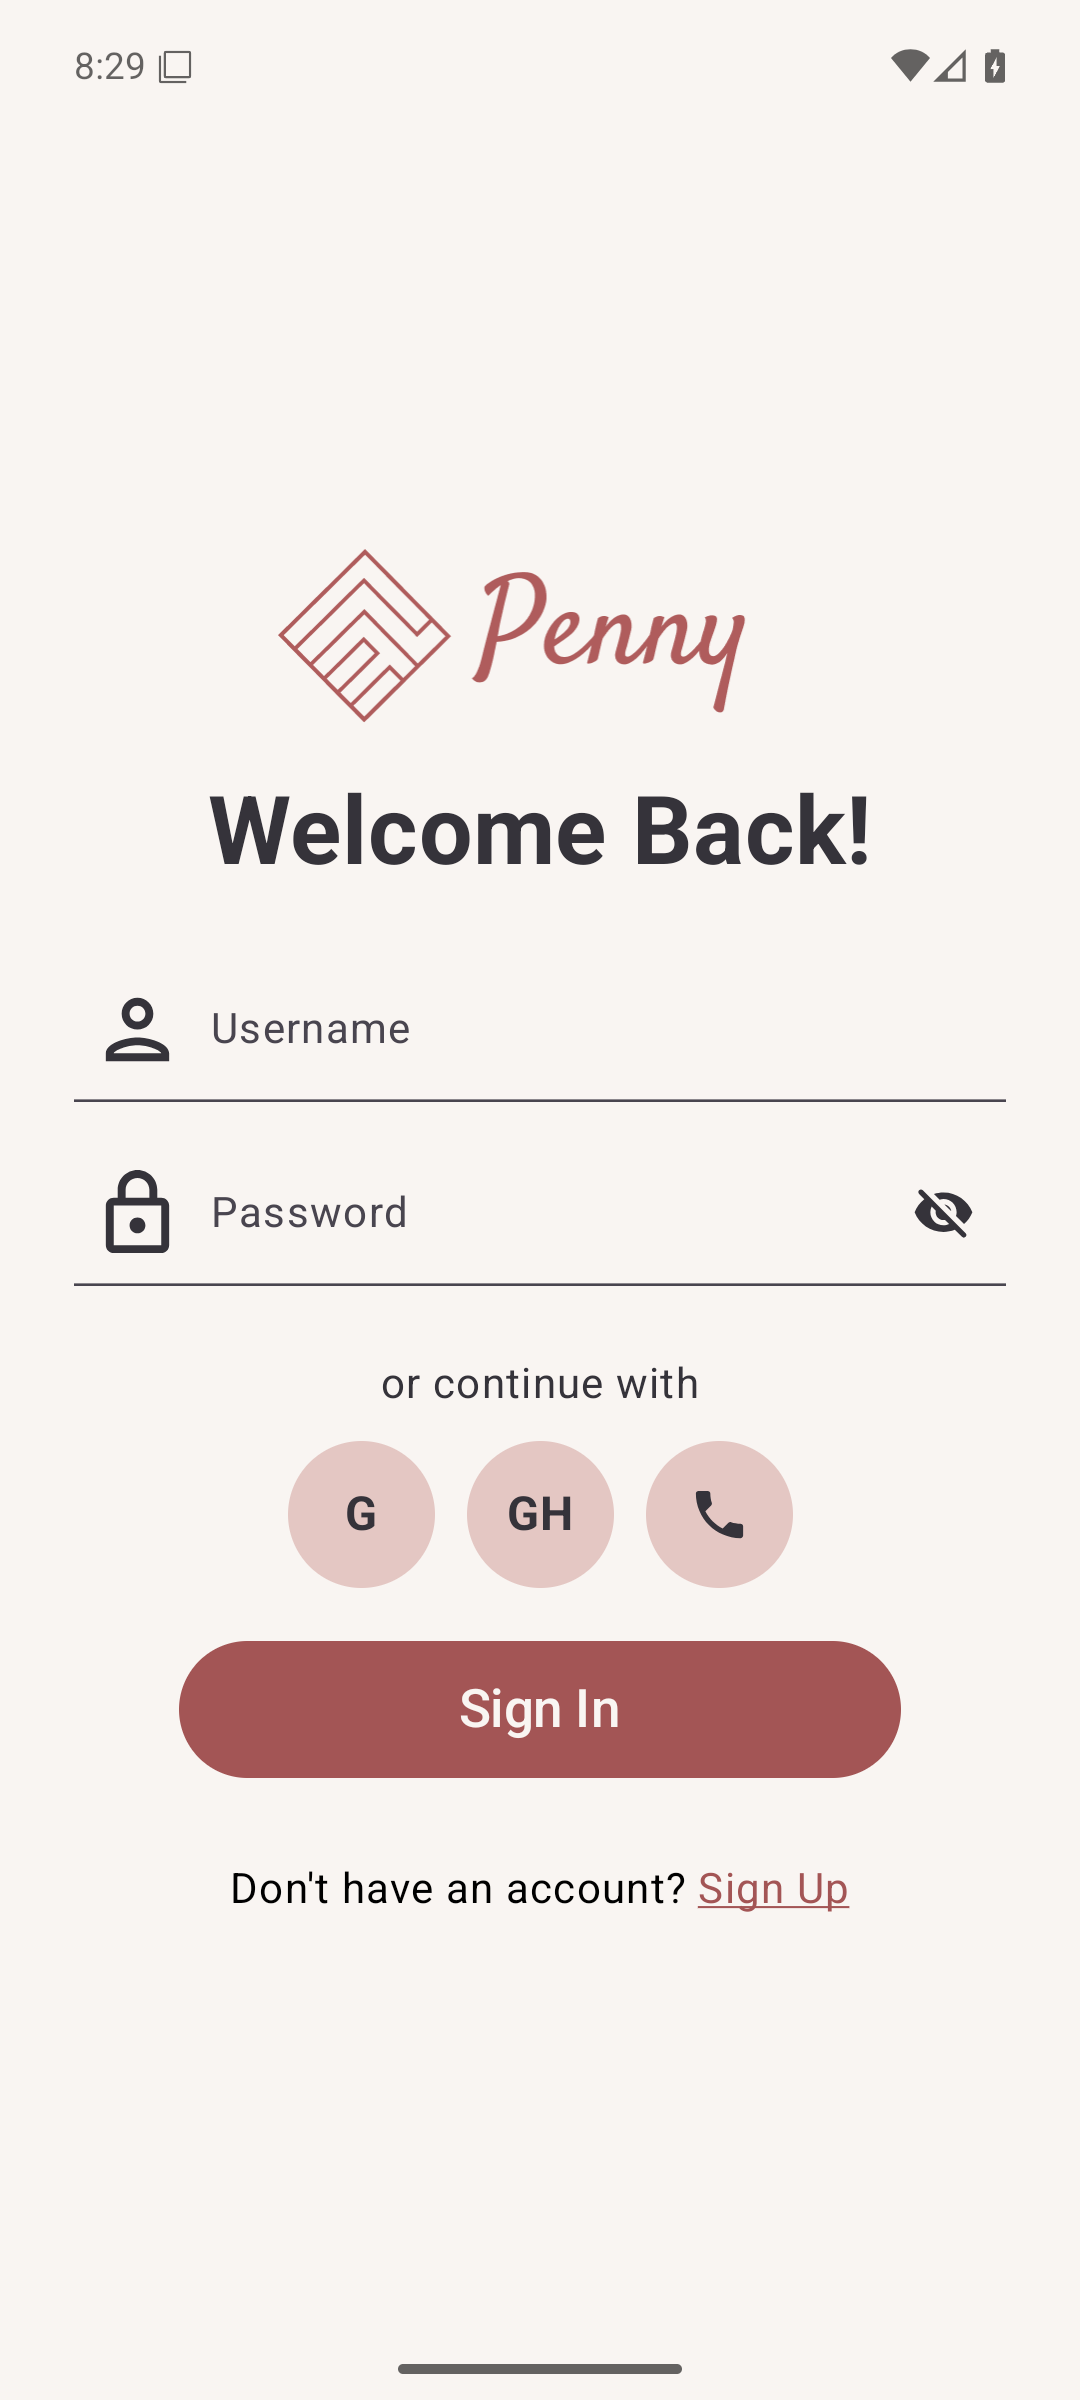 8:29
Penny
Welcome Back!
Username
Password
or continue with
G GH
Sign In
Don't have an account? Sign Up